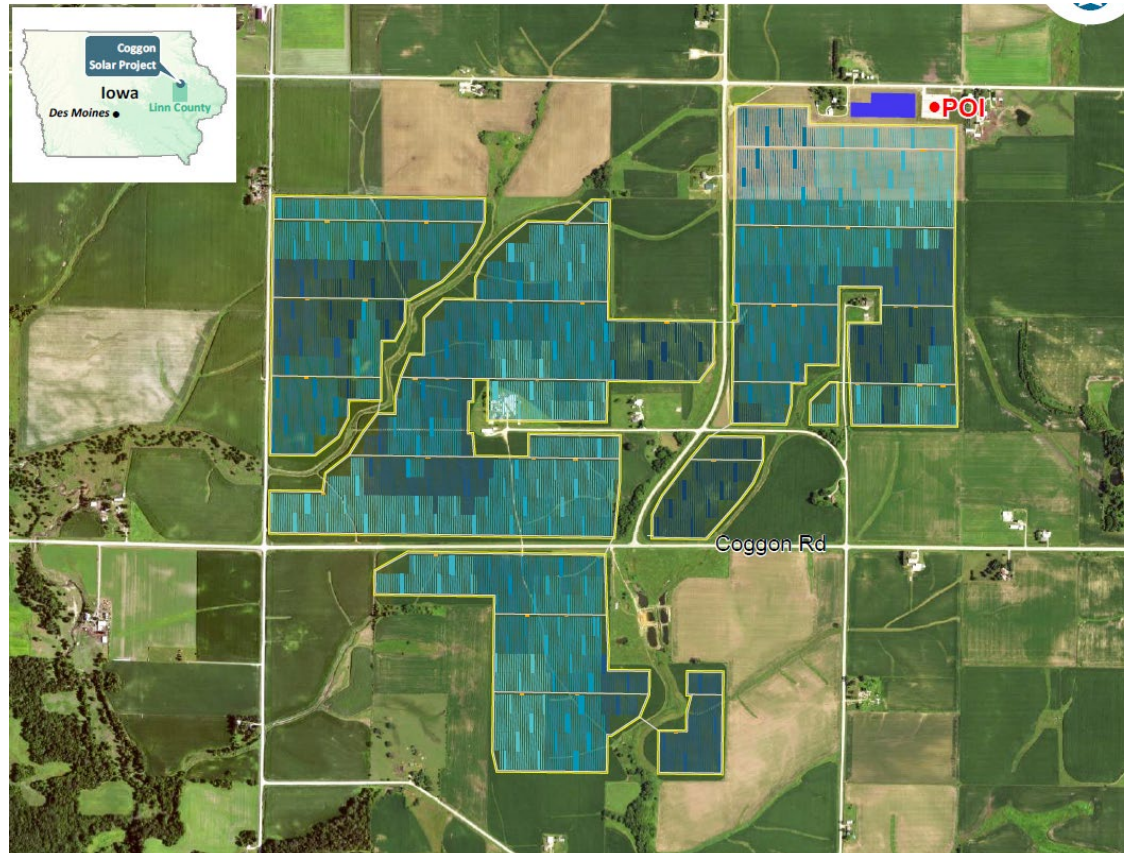 Coggon
Solar Project
Iowa
Linn County
Des Moines
POI
Coggon Rd